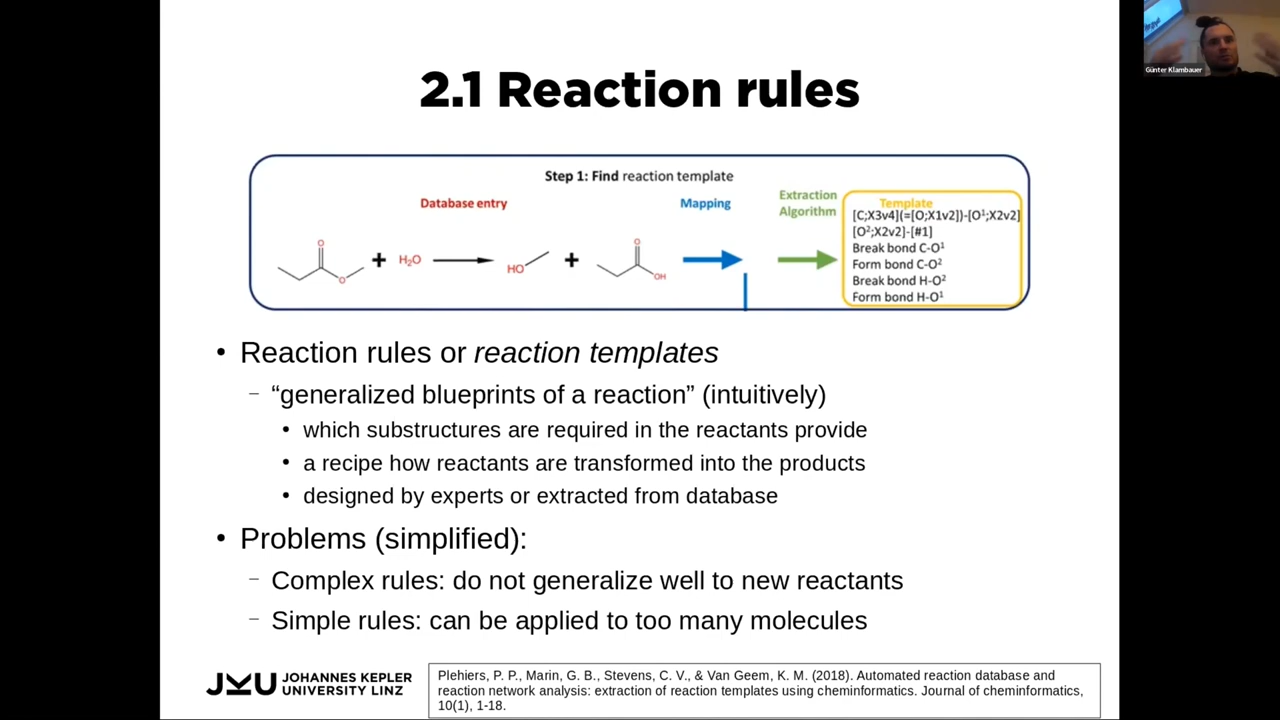 Günter Klambauer
2.1 Reaction rules
Step 1: Find reaction template
Database entry
Mapping
Extraction
Algorithm
Template
O
O
+
H₂O
HO
+
O
OH
[C;X3v4](=[O;X1v2])-[O¹;X2v2]
[O²;X2v2]-[#1]
Break bond C-O¹
Form bond C-O²
Break bond H-O²
Form bond H-O¹
• Reaction rules or reaction templates
– “generalized blueprints of a reaction” (intuitively)
• which substructures are required in the reactants provide
• a recipe how reactants are transformed into the products
• designed by experts or extracted from database
• Problems (simplified):
– Complex rules: do not generalize well to new reactants
– Simple rules: can be applied to too many molecules
JKU JOHANNES KEPLER
UNIVERSITY LINZ
Plehiers, P. P., Marin, G. B., Stevens, C. V., & Van Geem, K. M. (2018). Automated reaction database and
reaction network analysis: extraction of reaction templates using cheminformatics. Journal of cheminformatics,
10(1), 1-18.